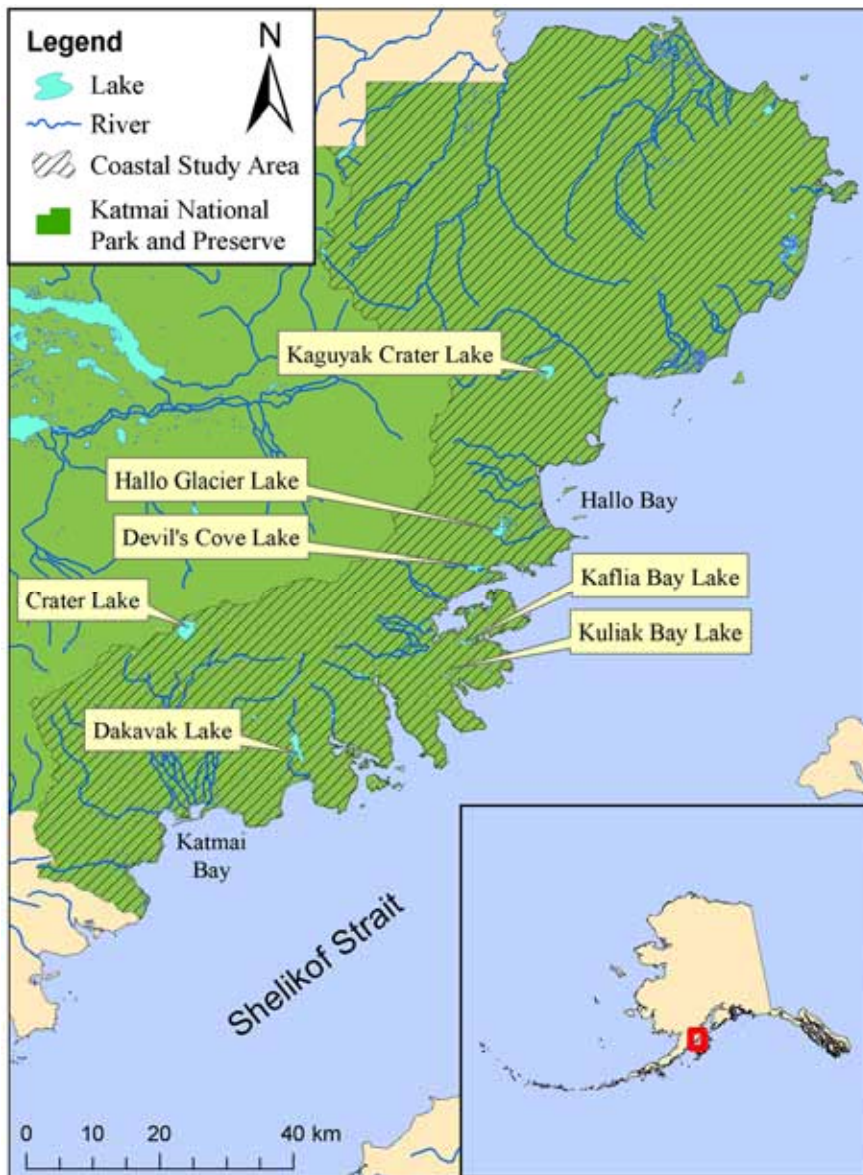 Legend
N
Lake
River
Coastal Study Area
Katmai National
Park and Preserve
Kaguyak Crater Lake
Hallo Glacier Lake
Hallo Bay
Devil's Cove Lake
Kaflia Bay Lake
Crater Lake
Kuliak Bay Lake
Dakavak Lake
Katmai
Bay
Shelikof Strait
0 10 20 40 km